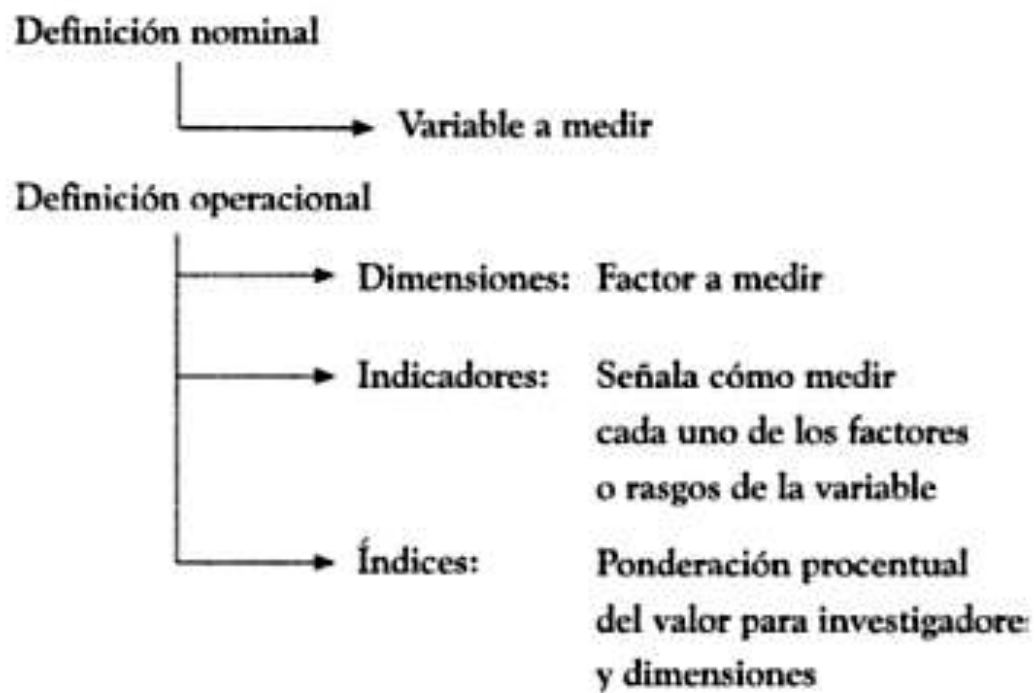 Definición nominal
Variable a medir
Definición operacional
Dimensiones: Factor a medir
Indicadores: Señala cómo medir
cada uno de los factores
o rasgos de la variable
Índices: Ponderación procentual
del valor para investigadore
y dimensiones